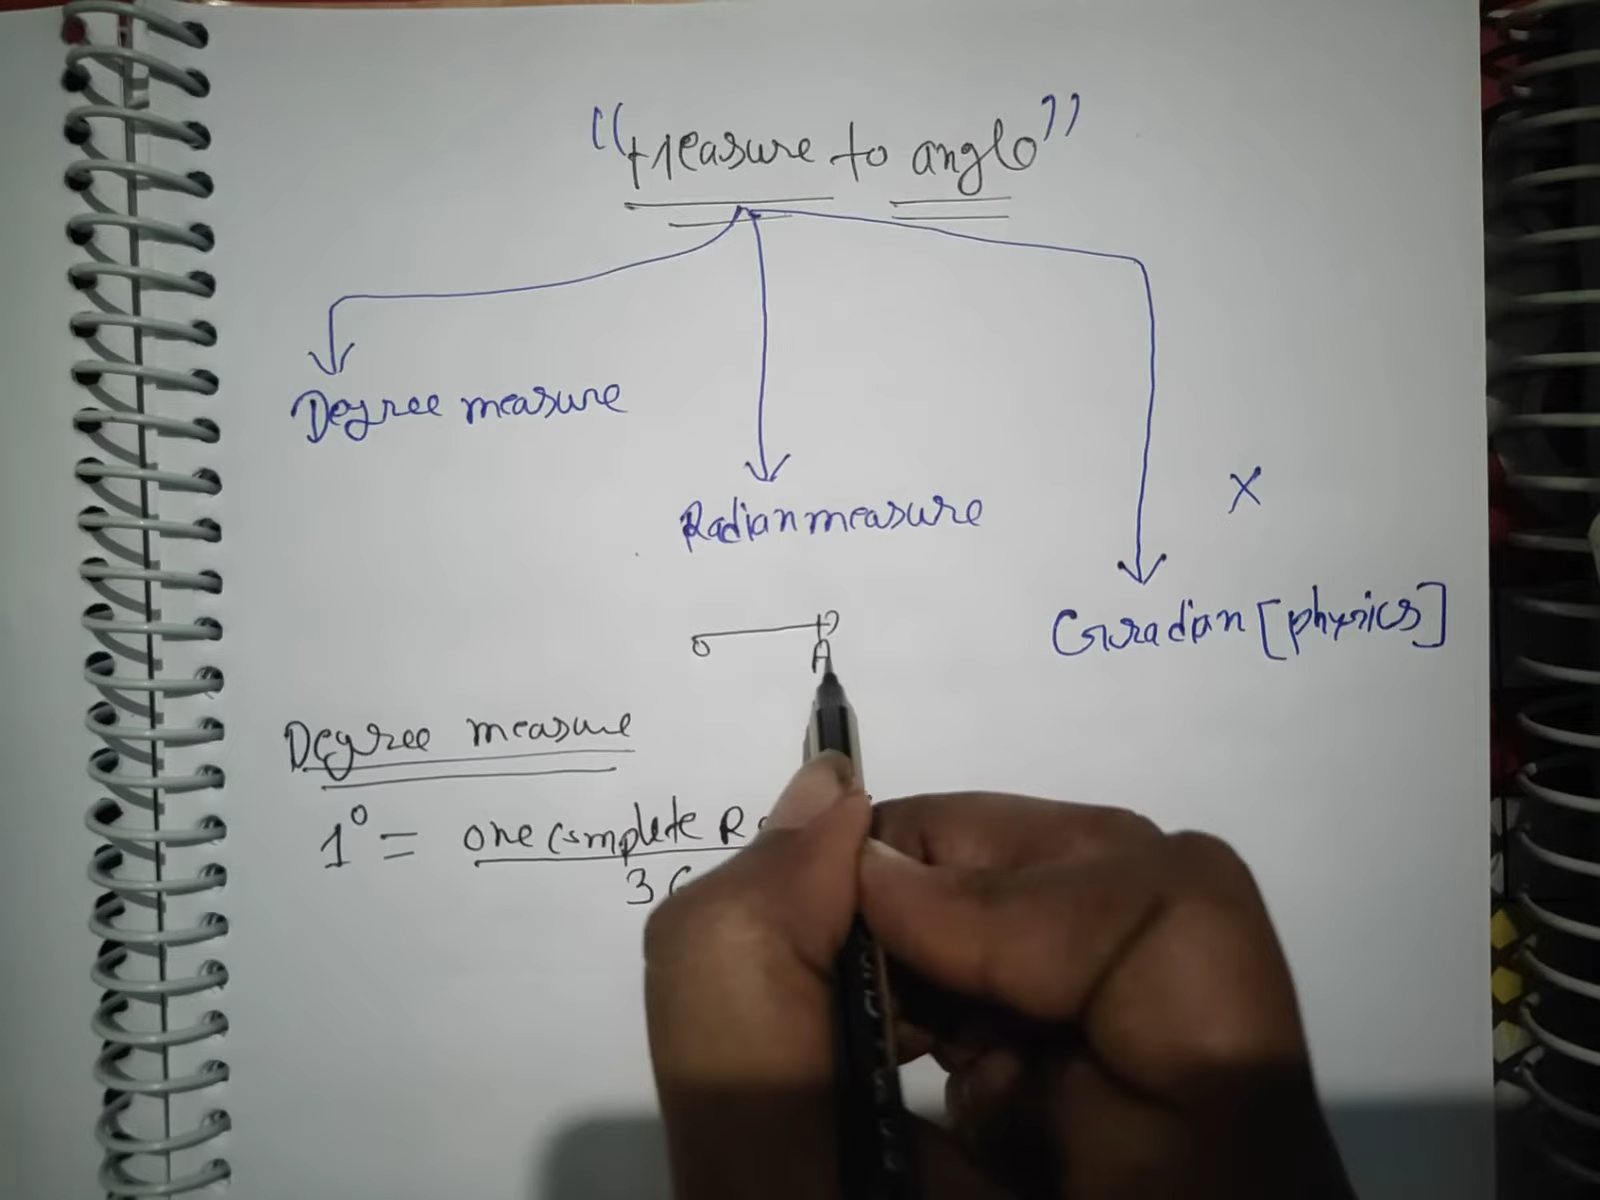 "Measure to angle"
Degree measure
Radian measure
X
Gradian [physics]
O
A
Degree measure
1° = one complete R
3